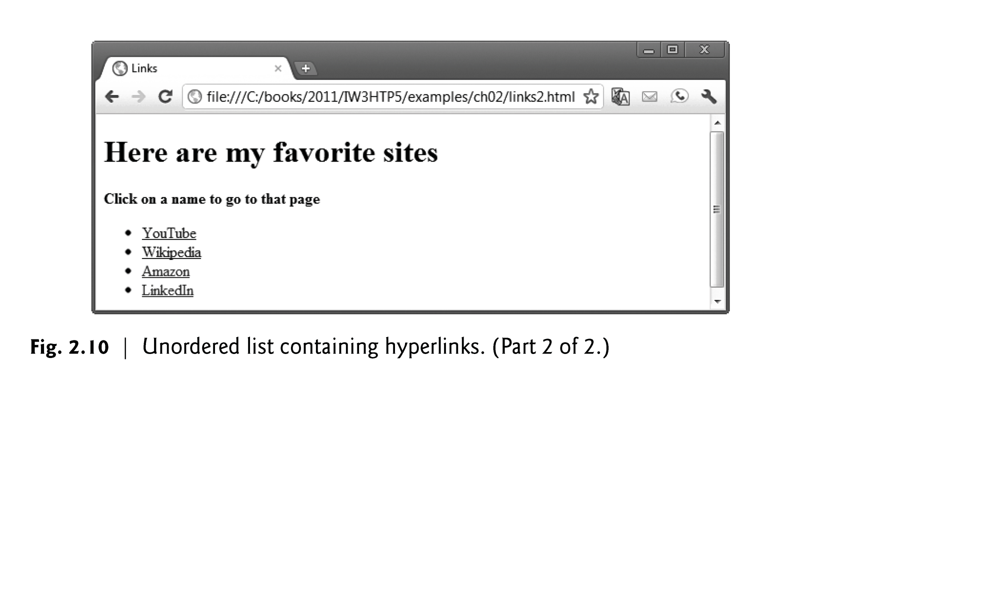 Links
file:///C:/books/2011/IW3HTP5/examples/ch02/links2.html
Here are my favorite sites
Click on a name to go to that page
• YouTube
• Wikipedia
• Amazon
• LinkedIn
Fig. 2.10 | Unordered list containing hyperlinks. (Part 2 of 2.)